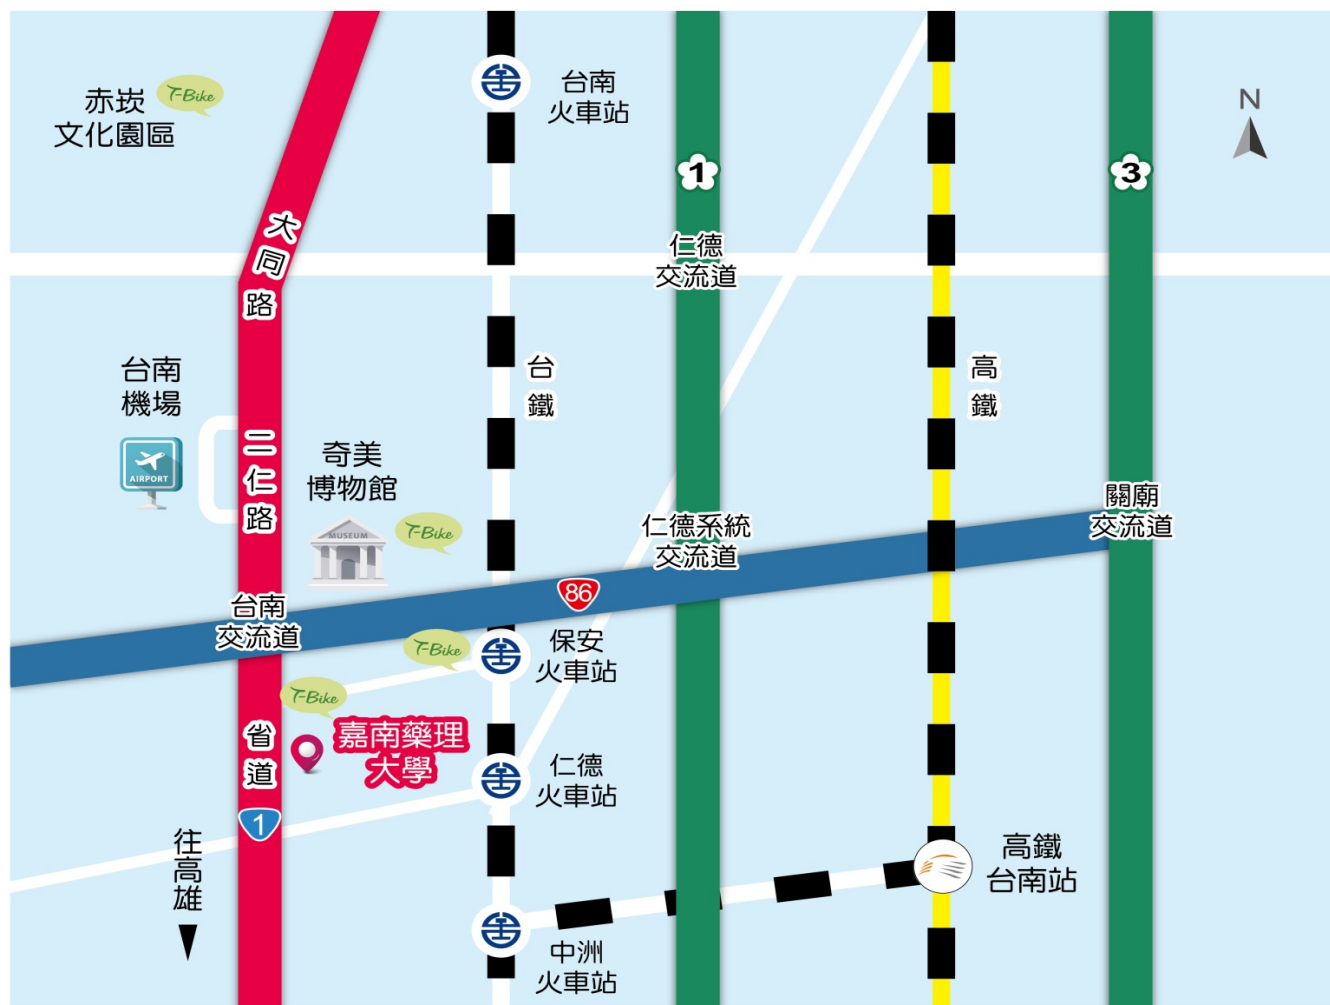 赤崁
文化園區
T-Bike
台南
火車站
N
1
3
大同路
仁德
交流道
台鐵
高鐵
台南
機場
AIRPORT
二仁路
奇美
博物館
MUSEUM
T-Bike
仁德系統
交流道
關廟
交流道
86
台南
交流道
T-Bike
保安
火車站
T-Bike
嘉南藥理
大學
省道
1
仁德
火車站
往高雄
高鐵
台南站
中洲
火車站